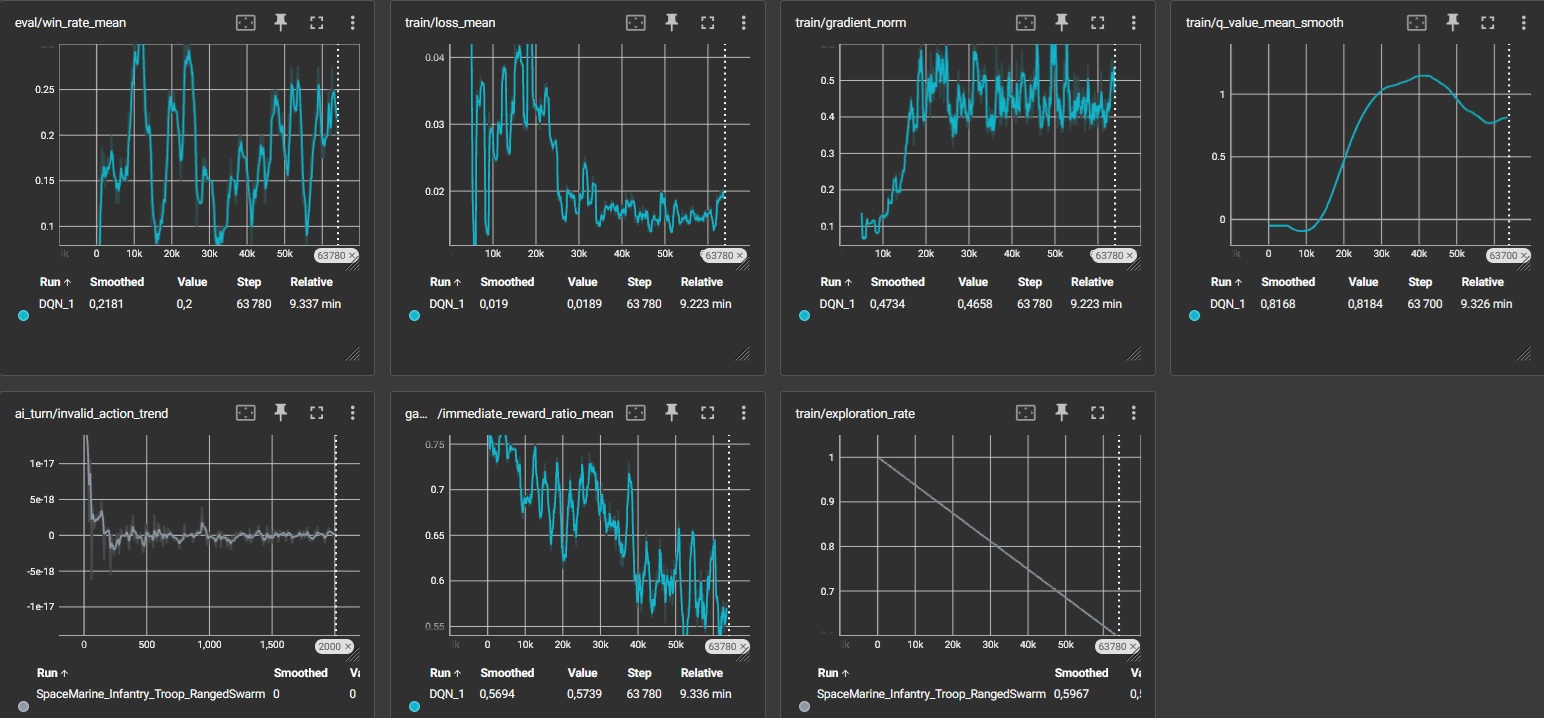 eval/win_rate_mean
0.25
0.2
0.15
0.1
0 10k 20k 30k 40k 50k 63780 ×
Run ↑ Smoothed Value Step Relative
DQN_1 0,2181 0,2 63 780 9.337 min
train/loss_mean
0.04
0.03
0.02
10k 20k 30k 40k 50k 63780 ×
Run ↑ Smoothed Value Step Relative
DQN_1 0,019 0,0189 63 780 9.223 min
train/gradient_norm
0.5
0.4
0.3
0.2
0.1
10k 20k 30k 40k 50k 63780 ×
Run ↑ Smoothed Value Step Relative
DQN_1 0,4734 0,4658 63 780 9.223 min
train/q_value_mean_smooth
1
0.5
0
0 10k 20k 30k 40k 50k 63700 ×
Run ↑ Smoothed Value Step Relative
DQN_1 0,8168 0,8184 63 700 9.326 min
ai_turn/invalid_action_trend
1e-17
5e-18
0
-5e-18
-1e-17
0 500 1,000 1,500 2000 ×
Run ↑ Smoothed Va
SpaceMarine_Infantry_Troop_RangedSwarm 0 0
ga... /immediate_reward_ratio_mean
0.75
0.7
0.65
0.6
0.55
0 10k 20k 30k 40k 50k 63780 ×
Run ↑ Smoothed Value Step Relative
DQN_1 0,5694 0,5739 63 780 9.336 min
train/exploration_rate
1
0.9
0.8
0.7
0 10k 20k 30k 40k 50k 63780 ×
Run ↑ Smoothed Va
SpaceMarine_Infantry_Troop_RangedSwarm 0,5967 0,5